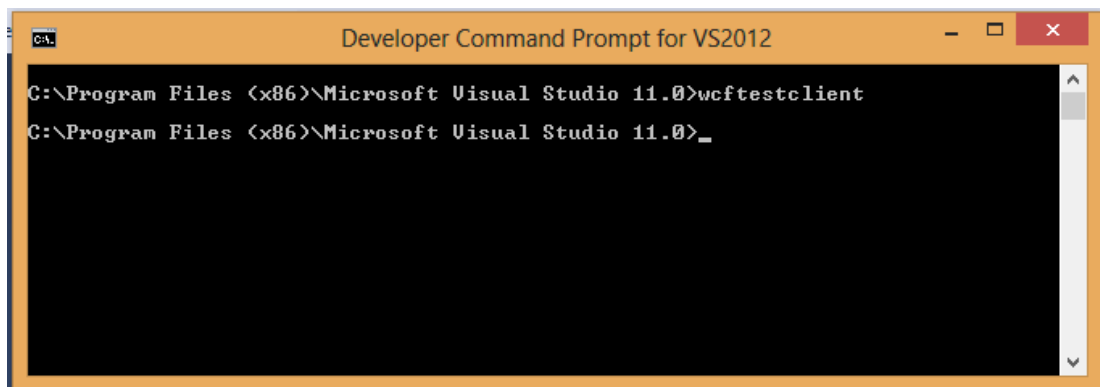 Developer Command Prompt for VS2012
C:\Program Files (x86)\Microsoft Visual Studio 11.0>wcftestclient
C:\Program Files (x86)\Microsoft Visual Studio 11.0>_